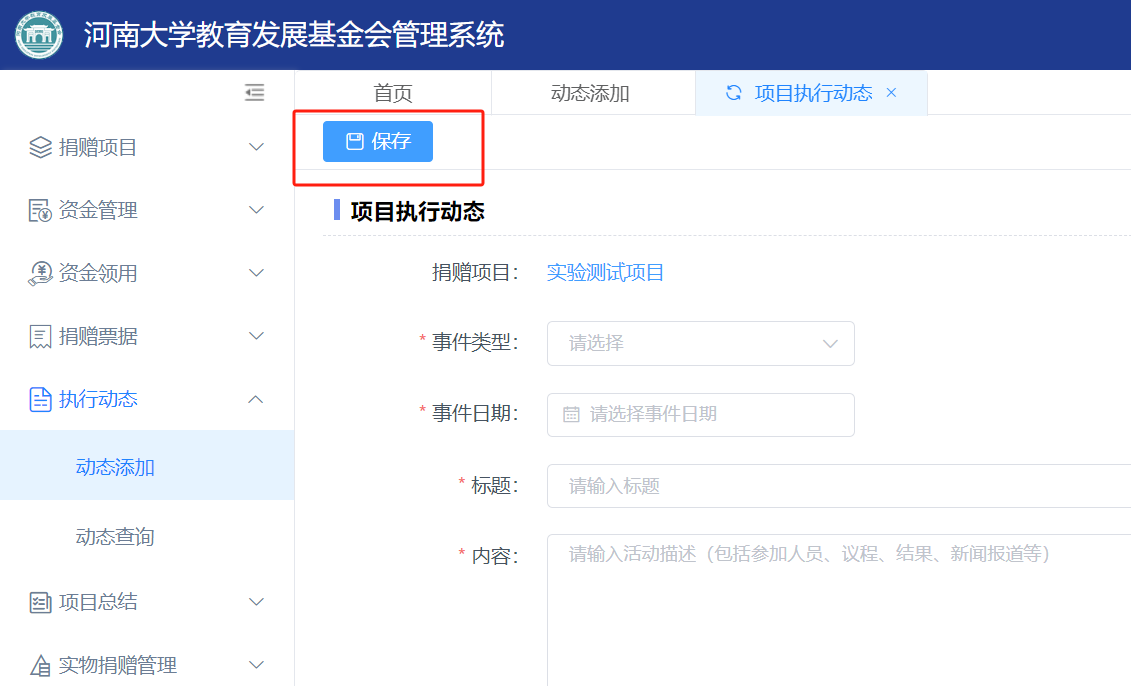 河南大学教育发展基金会管理系统
首页 动态添加 项目执行动态
捐赠项目
资金管理
资金领用
捐赠票据
执行动态
动态添加
动态查询
项目总结
实物捐赠管理
保存
项目执行动态
捐赠项目： 实验测试项目
* 事件类型： 请选择
* 事件日期： 请选择事件日期
* 标题： 请输入标题
* 内容： 请输入活动描述（包括参加人员、议程、结果、新闻报道等）